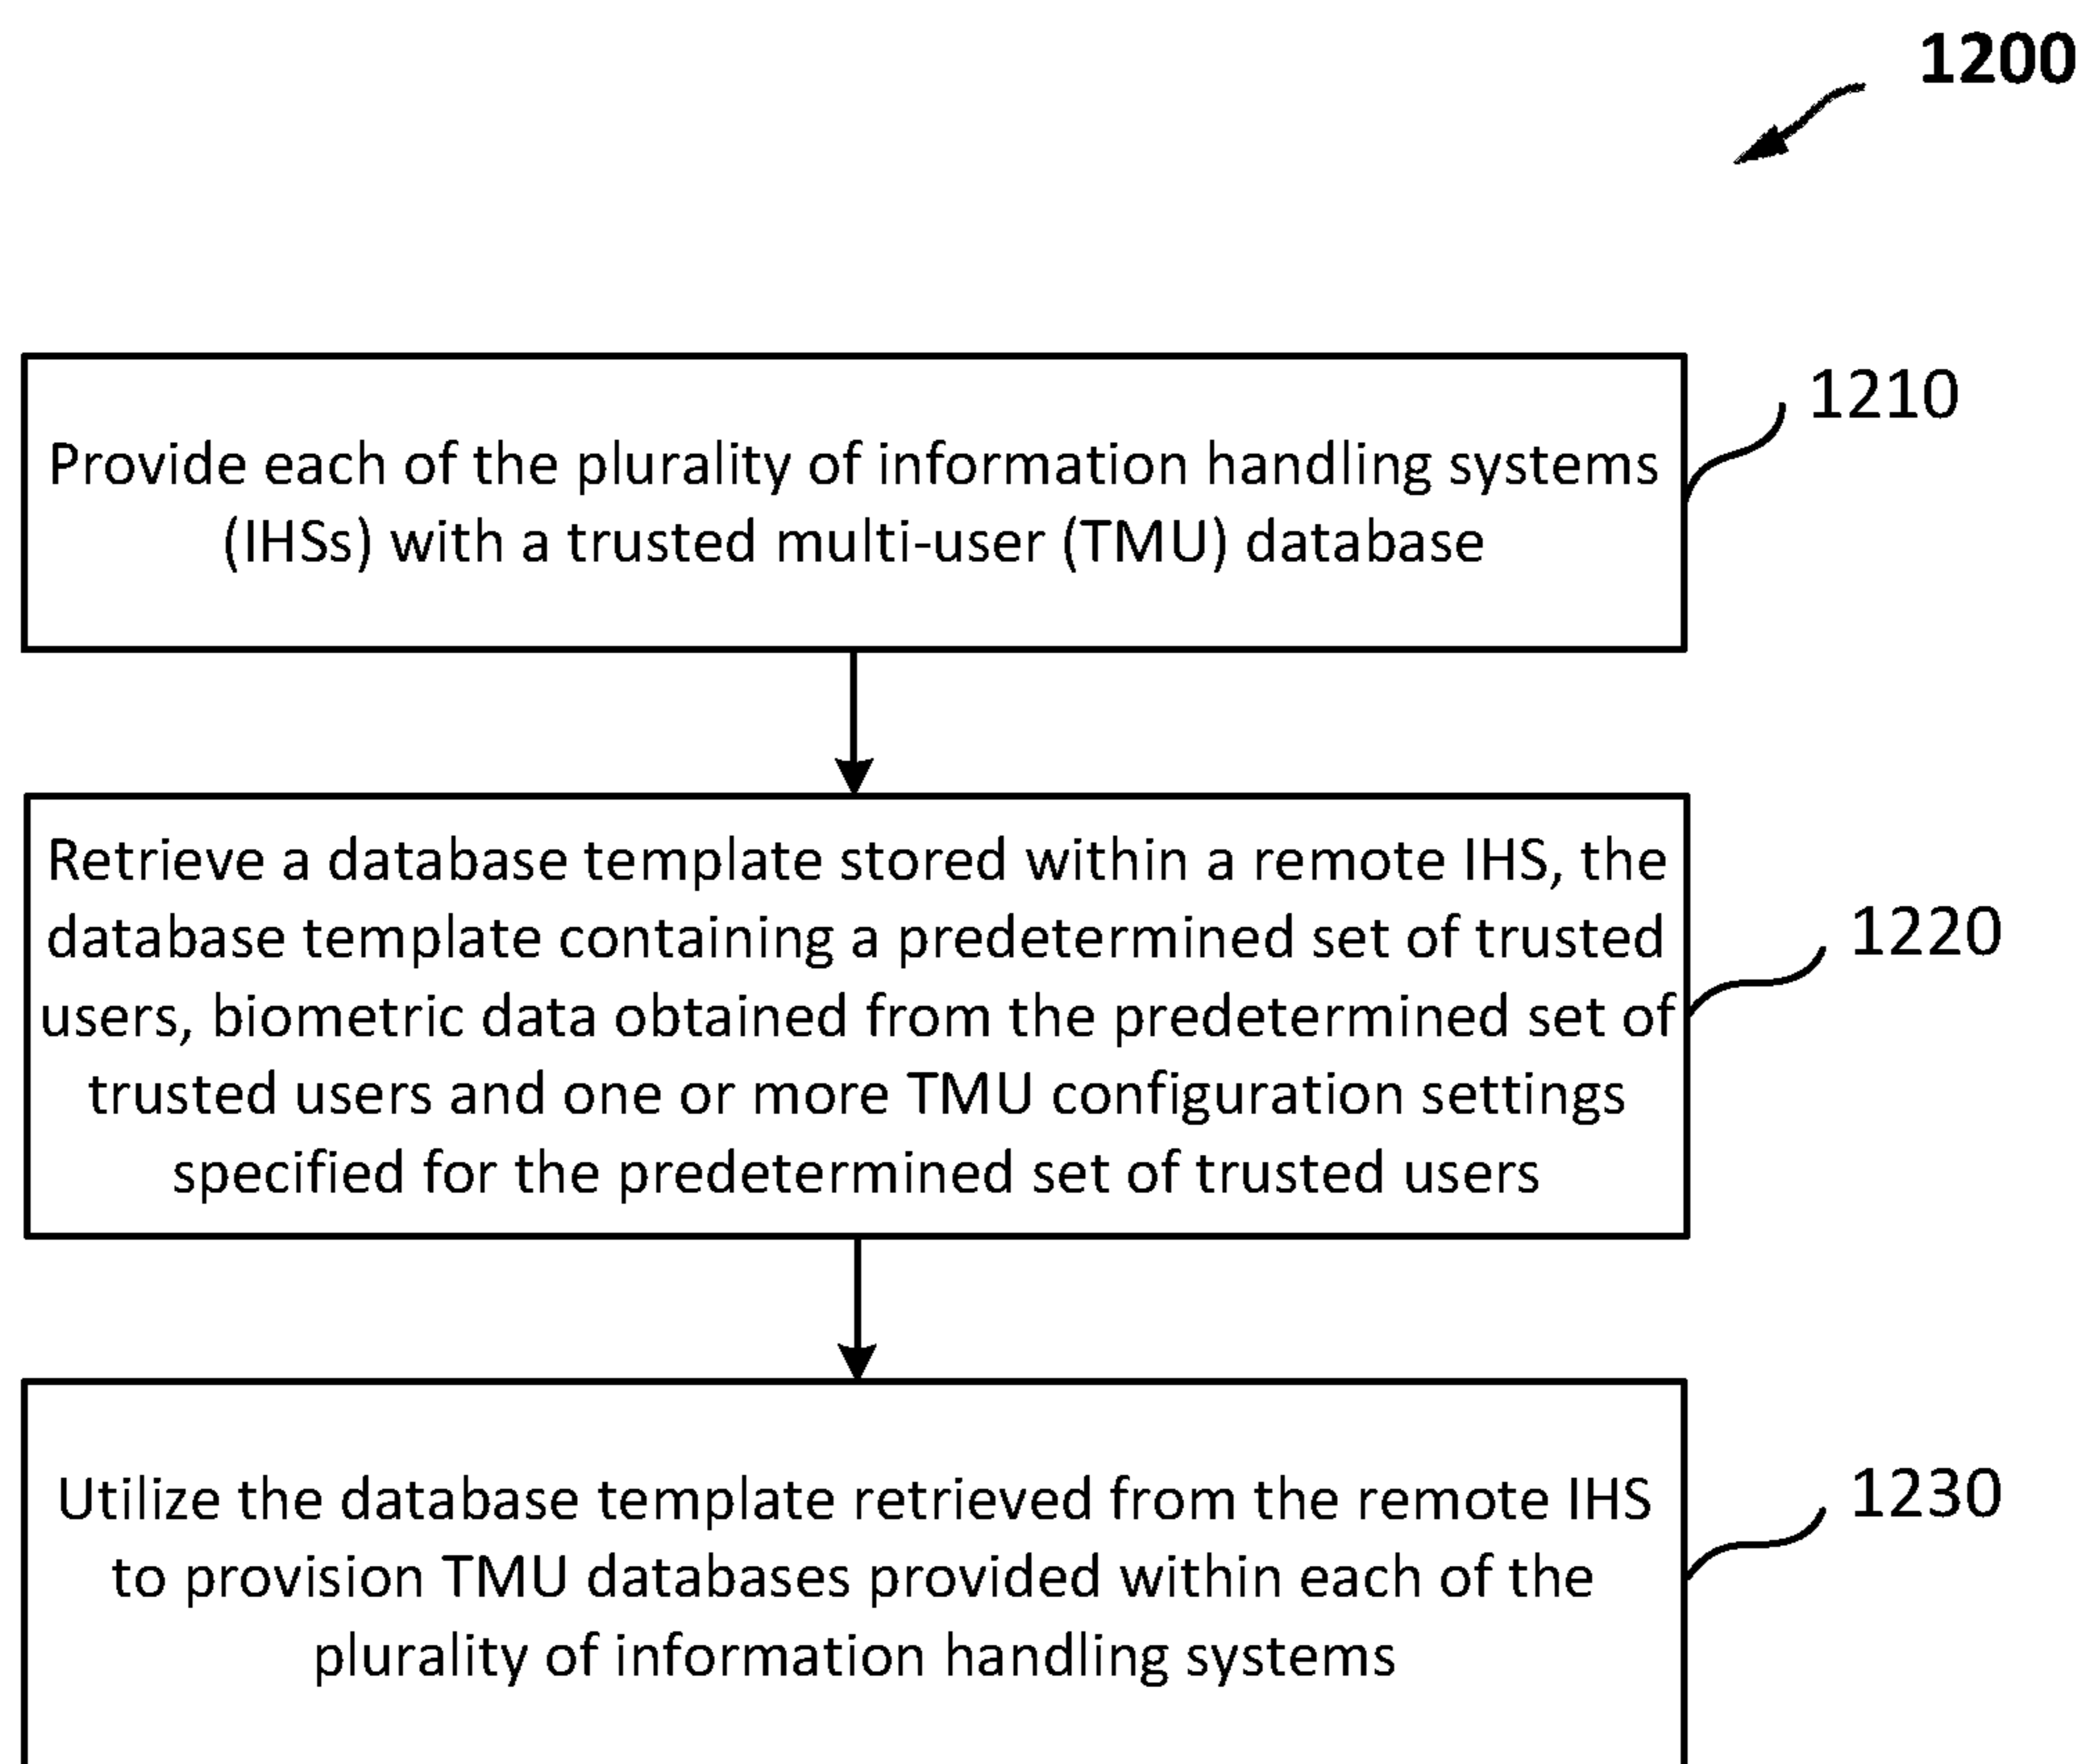 1200
Provide each of the plurality of information handling systems
(IHSs) with a trusted multi-user (TMU) database
1210
Retrieve a database template stored within a remote IHS, the
database template containing a predetermined set of trusted
users, biometric data obtained from the predetermined set of
trusted users and one or more TMU configuration settings
specified for the predetermined set of trusted users
1220
Utilize the database template retrieved from the remote IHS
to provision TMU databases provided within each of the
plurality of information handling systems
1230